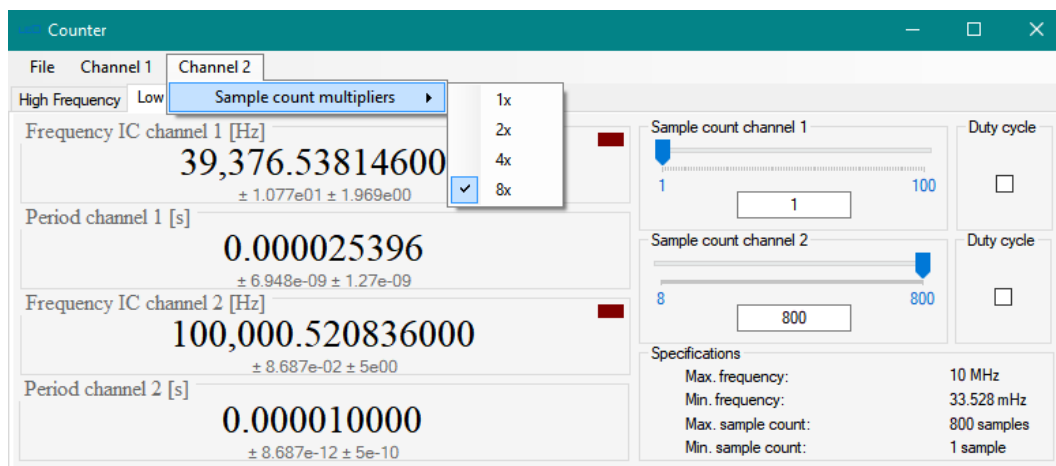 Counter
File Channel 1 Channel 2
High Frequency Low
Sample count multipliers
1x
2x
4x
8x
Frequency IC channel 1 [Hz]
39,376.53814600
± 1.077e01 ± 1.969e00
Period channel 1 [s]
0.000025396
± 6.948e-09 ± 1.27e-09
Frequency IC channel 2 [Hz]
100,000.520836000
± 8.687e-02 ± 5e00
Period channel 2 [s]
0.000010000
± 8.687e-12 ± 5e-10
Sample count channel 1
1 100
1
Duty cycle
Sample count channel 2
8 800
800
Duty cycle
Specifications
Max. frequency: 10 MHz
Min. frequency: 33.528 mHz
Max. sample count: 800 samples
Min. sample count: 1 sample